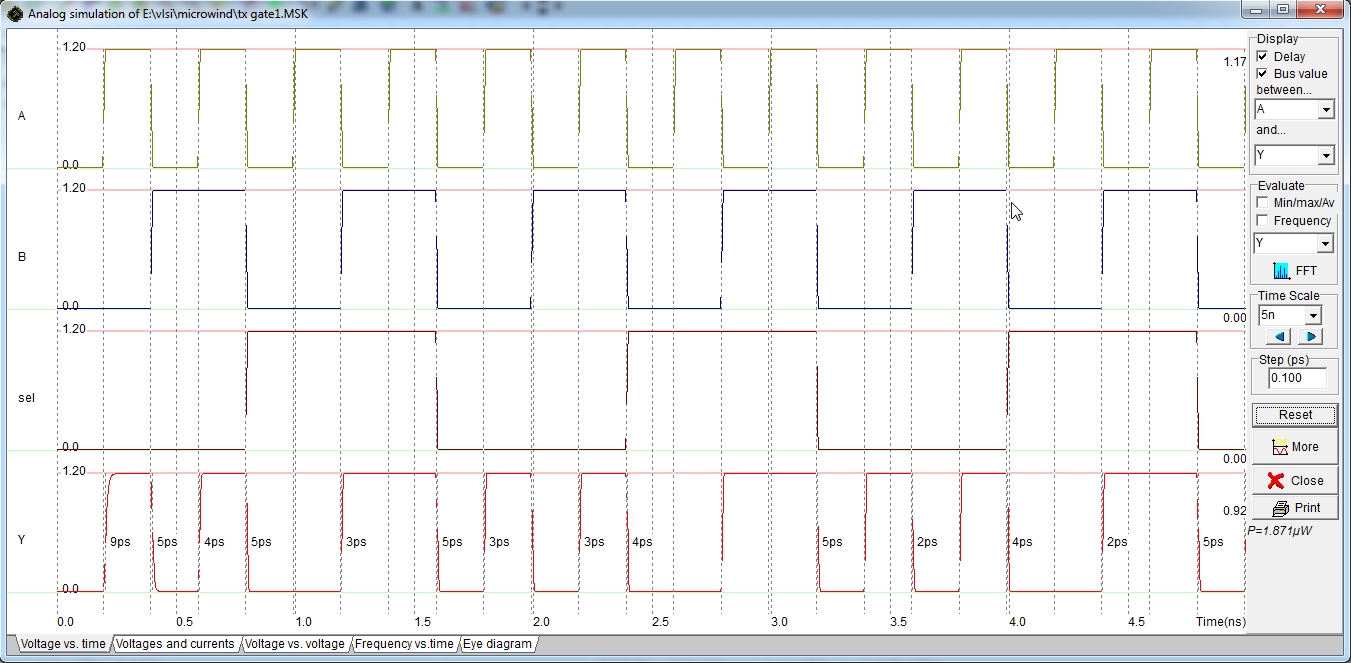 Analog simulation of E:\vlsi\microwind\tx gate1.MSK
1.20
1.17
A
0.0
1.20
B
0.0
0.00
1.20
sel
0.0
0.00
1.20
0.92
Y
9ps 5ps 4ps 5ps 3ps 5ps 3ps 3ps 4ps 5ps 2ps 4ps 2ps 5ps
0.0
0.0 0.5 1.0 1.5 2.0 2.5 3.0 3.5 4.0 4.5 Time(ns)
Voltage vs. time Voltages and currents Voltage vs. voltage Frequency vs.time Eye diagram
Display
Delay
Bus value
between...
A
and...
Y
Evaluate
Min/max/Av
Frequency
Y
FFT
Time Scale
5n
Step (ps)
0.100
Reset
More
Close
Print
P=1.871µW